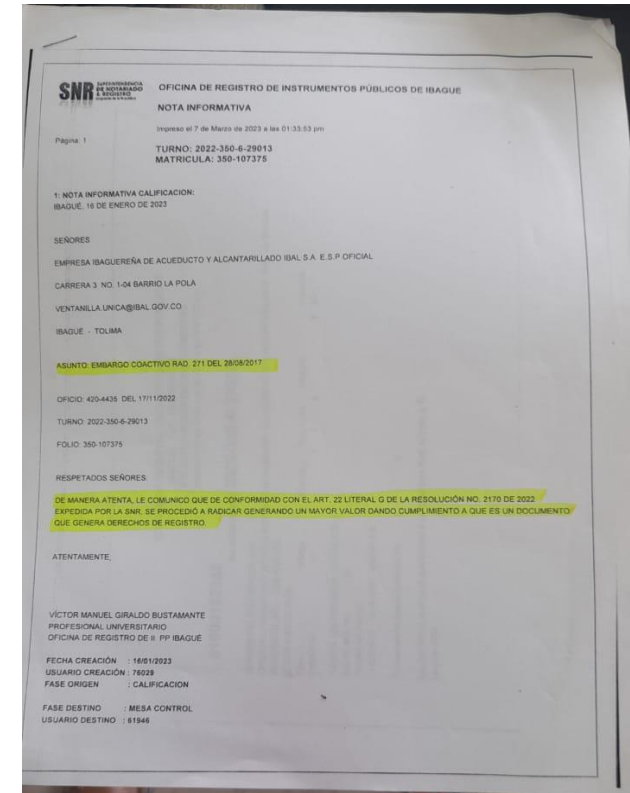 SNR SUPERINTENDENCIA DE NOTARIADO & REGISTRO
OFICINA DE REGISTRO DE INSTRUMENTOS PÚBLICOS DE IBAGUE
NOTA INFORMATIVA
Impreso el 7 de Marzo de 2023 a las 01:33:53 pm
Página: 1
TURNO: 2022-350-6-29013
MATRICULA: 350-107375
1: NOTA INFORMATIVA CALIFICACION:
IBAGUÉ, 16 DE ENERO DE 2023
SEÑORES
EMPRESA IBAGUEREÑA DE ACUEDUCTO Y ALCANTARILLADO IBAL S.A. E.S.P OFICIAL
CARRERA 3 NO. 1-04 BARRIO LA POLA
VENTANILLA.UNICA@IBAL.GOV.CO
IBAGUÉ - TOLIMA
ASUNTO: EMBARGO COACTIVO RAD. 271 DEL 28/08/2017
OFICIO: 420-4435 DEL 17/11/2022
TURNO: 2022-350-6-29013
FOLIO: 350-107375
RESPETADOS SEÑORES
DE MANERA ATENTA, LE COMUNICO QUE DE CONFORMIDAD CON EL ART. 22 LITERAL G DE LA RESOLUCIÓN NO. 2170 DE 2022
EXPEDIDA POR LA SNR, SE PROCEDIÓ A RADICAR GENERANDO UN MAYOR VALOR DANDO CUMPLIMIENTO A QUE ES UN DOCUMENTO
QUE GENERA DERECHOS DE REGISTRO.
ATENTAMENTE,
VÍCTOR MANUEL GIRALDO BUSTAMANTE
PROFESIONAL UNIVERSITARIO
OFICINA DE REGISTRO DE II. PP IBAGUÉ
FECHA CREACIÓN : 16/01/2023
USUARIO CREACIÓN : 76029
FASE ORIGEN : CALIFICACION
FASE DESTINO : MESA CONTROL
USUARIO DESTINO : 61946